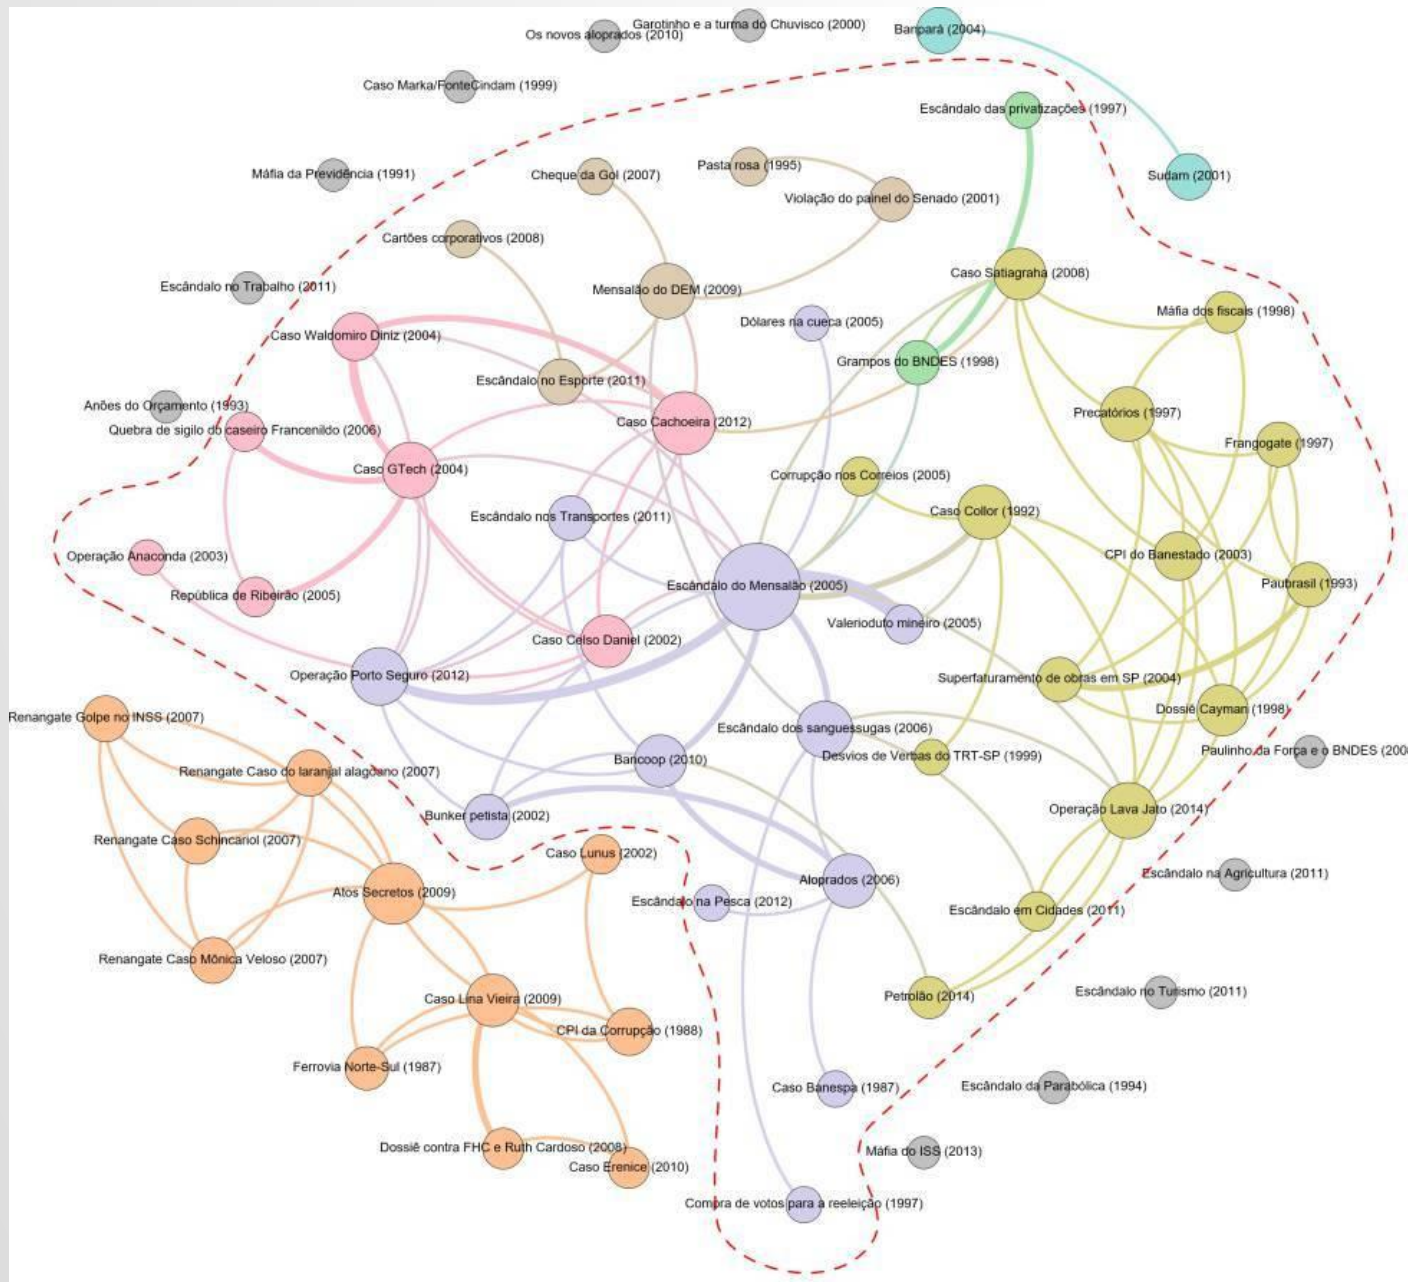 Garotinho e a turma do Chuvisco (2000)
Banpará (2004)
Os novos aloprados (2010)
Caso Marka/FonteCindam (1999)
Escândalo das privatizações (1997)
Pasta rosa (1995)
Máfia da Previdência (1991)
Cheque da Gol (2007)
Sudam (2001)
Violação do painel do Senado (2001)
Cartões corporativos (2008)
Caso Satiagraha (2008)
Escândalo no Trabalho (2011)
Mensalão do DEM (2009)
Máfia dos fiscais (1998)
Dólares na cueca (2005)
Caso Waldomiro Diniz (2004)
Grampos do BNDES (1998)
Escândalo no Esporte (2011)
Anões do Orçamento (1993)
Precatórios (1997)
Caso Cachoeira (2012)
Quebra de sigilo do caseiro Francenildo (2006)
Frangogate (1997)
Caso GTech (2004)
Corrupção nos Correios (2005)
Caso Collor (1992)
Escândalo nos Transportes (2011)
Operação Anaconda (2003)
CPI do Banestado (2003)
Escândalo do Mensalão (2005)
Paubrasil (1993)
República de Ribeirão (2005)
Valerioduto mineiro (2005)
Caso Celso Daniel (2002)
Operação Porto Seguro (2012)
Superfaturamento de obras em SP (2004)
Dossiê Cayman (1998)
Renangate Golpe no INSS (2007)
Escândalo dos sanguessugas (2006)
Paulinho da Força e o BNDES (2008
Desvios de Verbas do TRT-SP (1999)
Bancoop (2010)
Renangate Caso do laranjal alagoano (2007)
Operação Lava Jato (2014)
Bunker petista (2002)
Renangate Caso Schincariol (2007)
Caso Lunus (2002)
Escândalo na Agricultura (2011)
Aloprados (2006)
Atos Secretos (2009)
Escândalo na Pesca (2012)
Escândalo em Cidades (2011)
Renangate Caso Mônica Veloso (2007)
Escândalo no Turismo (2011)
Petrolão (2014)
Caso Lina Vieira (2009)
CPI da Corrupção (1988)
Ferrovia Norte-Sul (1987)
Escândalo da Parabólica (1994)
Caso Banespa (1987)
Dossiê contra FHC e Ruth Cardoso (2008)
Máfia do ISS (2013)
Caso Erenice (2010)
Compra de votos para a reeleição (1997)